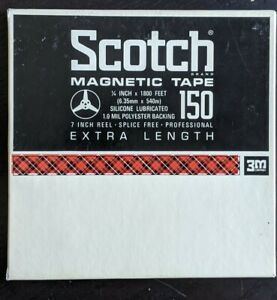 Scotch®
BRAND
MAGNETIC TAPE
150
¼ INCH x 1800 FEET
(6.35mm x 540m)
SILICONE LUBRICATED
1.0 MIL POLYESTER BACKING
7 INCH REEL · SPLICE FREE · PROFESSIONAL
EXTRA LENGTH
3M